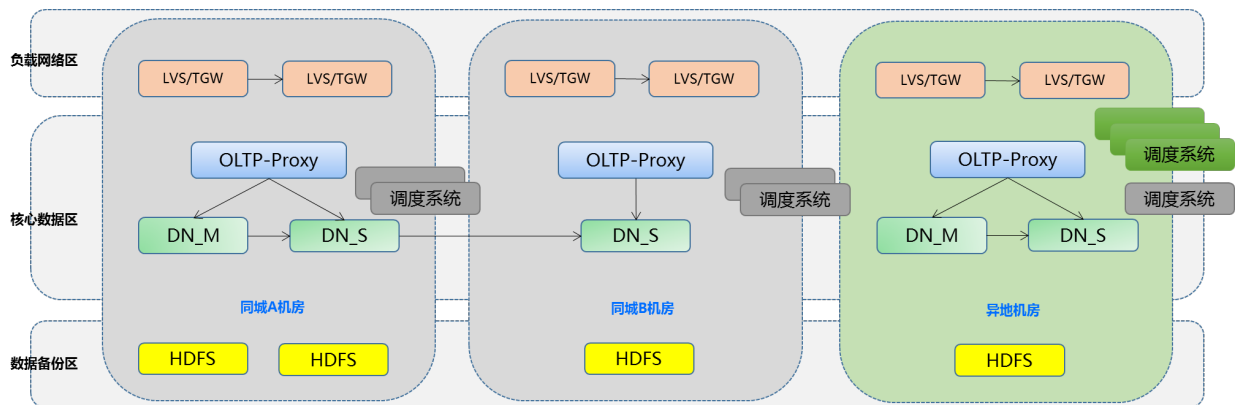 负载网络区
LVS/TGW
LVS/TGW
LVS/TGW
LVS/TGW
LVS/TGW
LVS/TGW
核心数据区
OLTP-Proxy
调度系统
DN_M
DN_S
同城A机房
OLTP-Proxy
调度系统
DN_S
同城B机房
OLTP-Proxy
调度系统
调度系统
DN_M
DN_S
异地机房
数据备份区
HDFS
HDFS
HDFS
HDFS